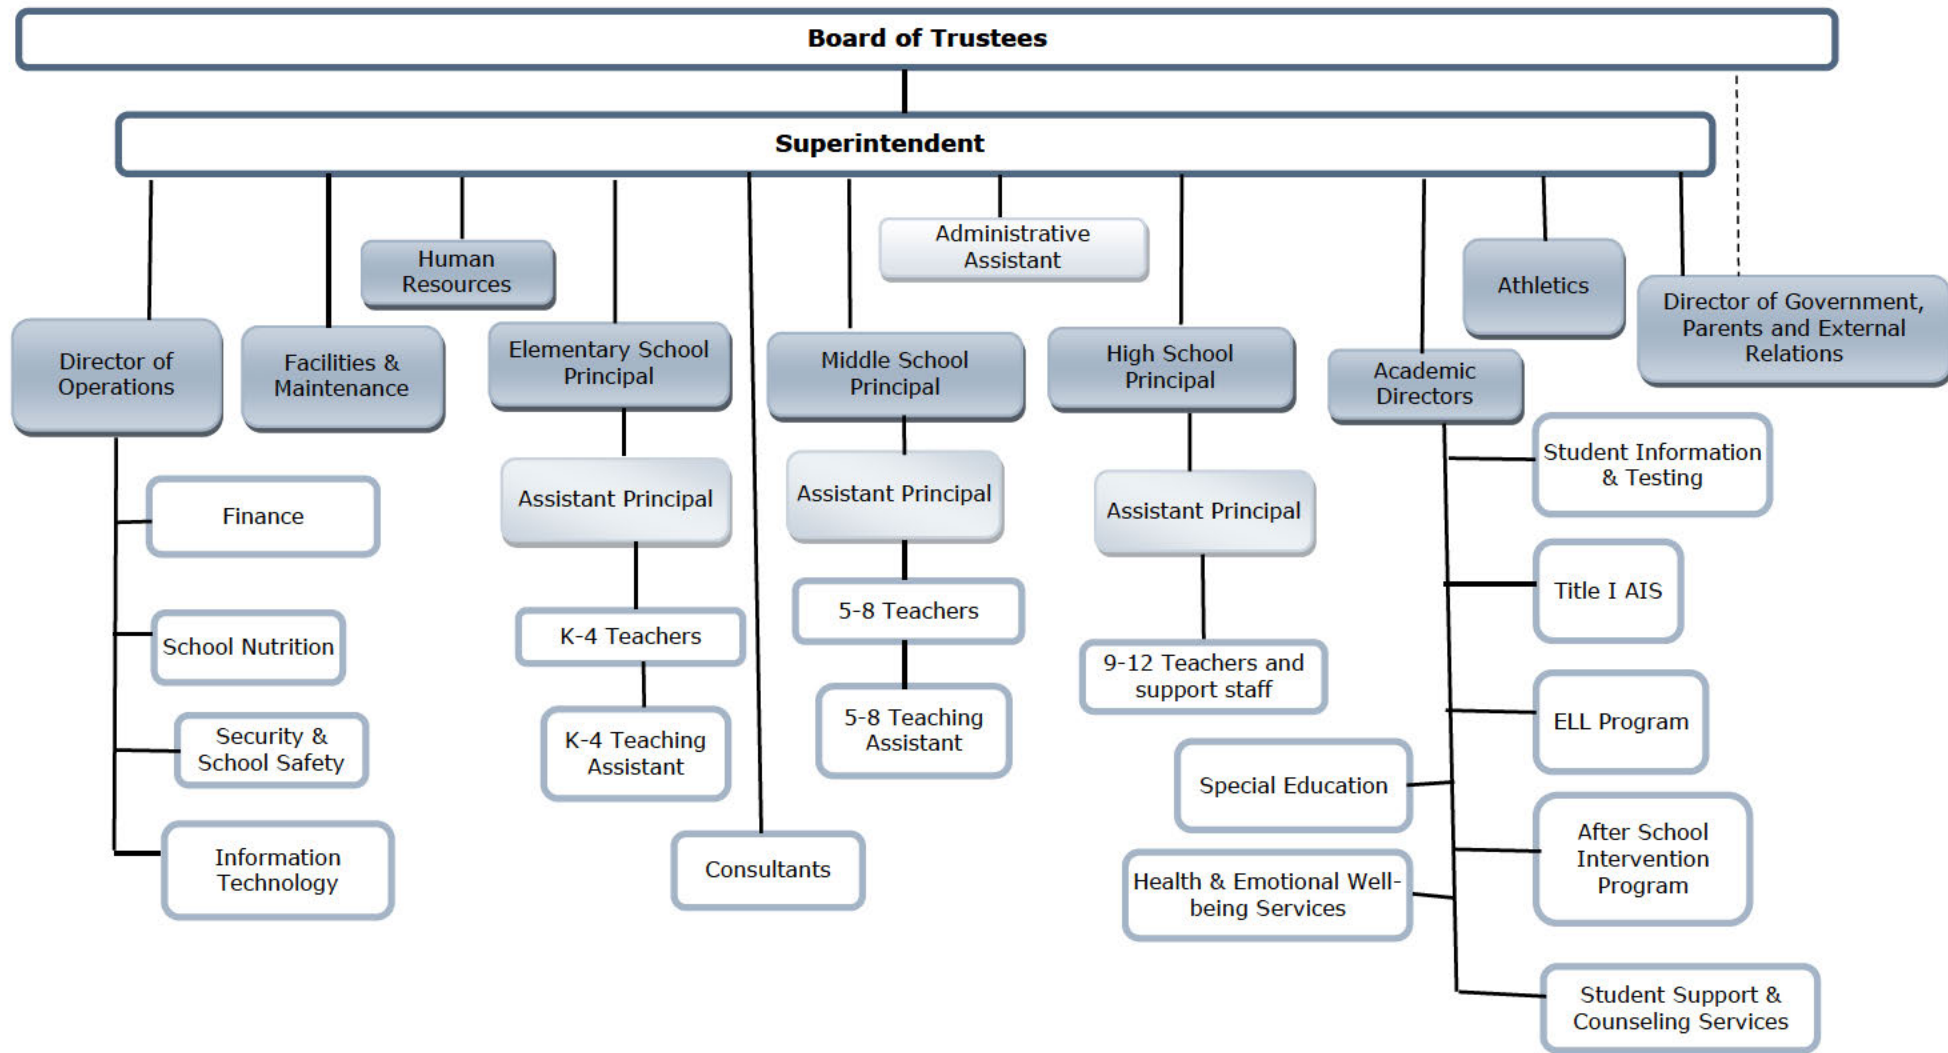 Board of Trustees
Superintendent
Administrative
Assistant
Human
Resources
Athletics
Director of Government,
Parents and External
Relations
Director of
Operations
Facilities &
Maintenance
Elementary School
Principal
Middle School
Principal
High School
Principal
Academic
Directors
Student Information
& Testing
Assistant Principal
Assistant Principal
Assistant Principal
Finance
Title I AIS
K-4 Teachers
5-8 Teachers
9-12 Teachers and
support staff
School Nutrition
ELL Program
Security &
School Safety
K-4 Teaching
Assistant
5-8 Teaching
Assistant
Special Education
After School
Intervention
Program
Information
Technology
Consultants
Health & Emotional Well-
being Services
Student Support &
Counseling Services